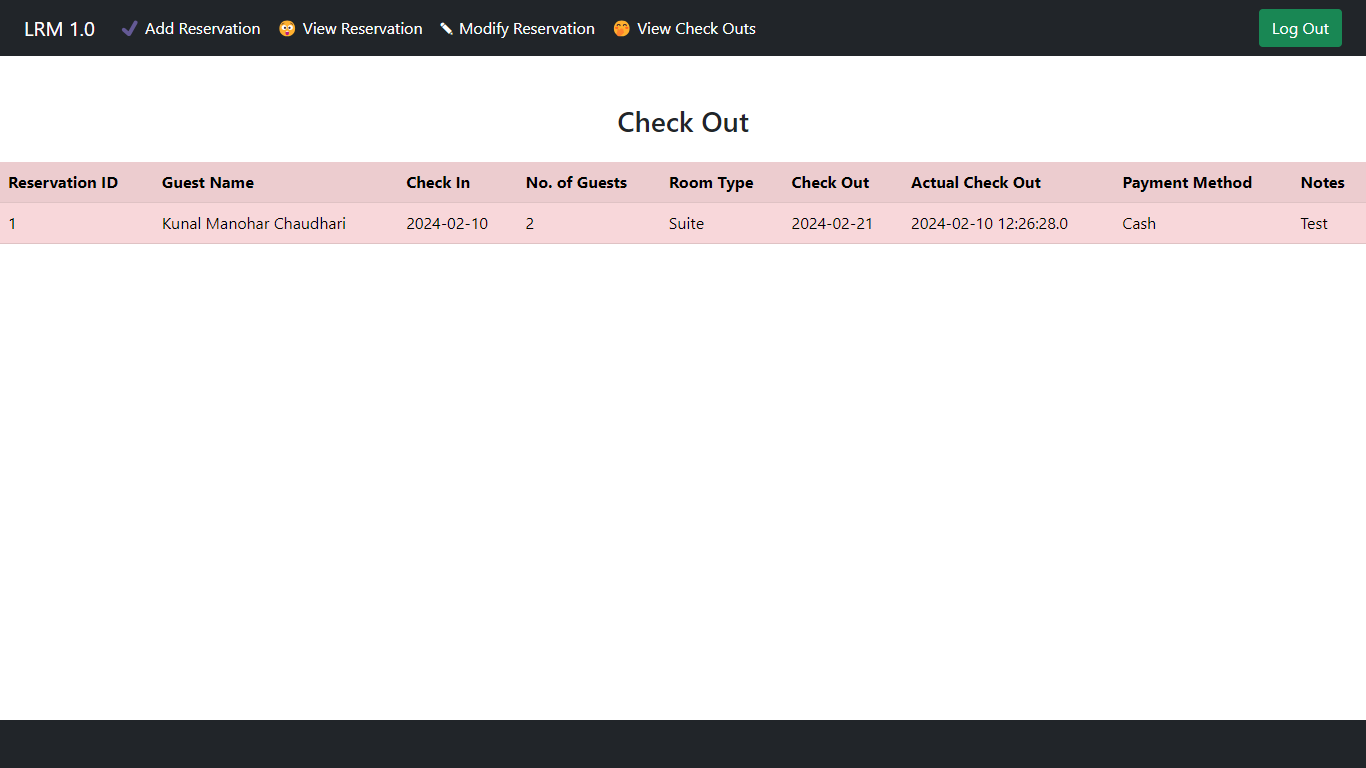 LRM 1.0 Add Reservation View Reservation Modify Reservation View Check Outs Log Out
Check Out
Reservation ID Guest Name Check In No. of Guests Room Type Check Out Actual Check Out Payment Method Notes
1 Kunal Manohar Chaudhari 2024-02-10 2 Suite 2024-02-21 2024-02-10 12:26:28.0 Cash Test